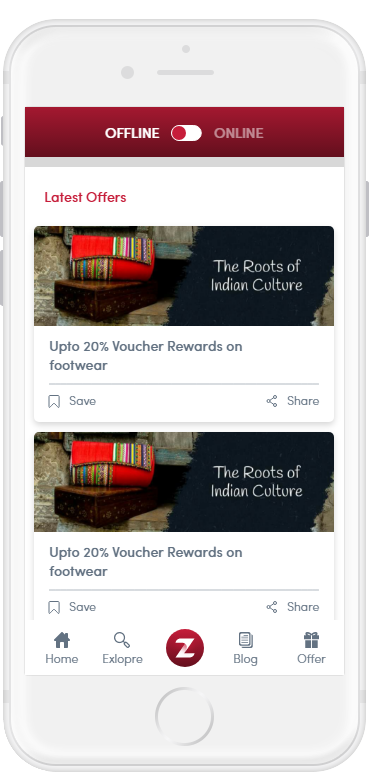 OFFLINE ONLINE
Latest Offers
The Roots of
Indian Culture
Upto 20% Voucher Rewards on
footwear
Save Share
The Roots of
Indian Culture
Upto 20% Voucher Rewards on
footwear
Save Share
Z
Home Exlopre Blog Offer